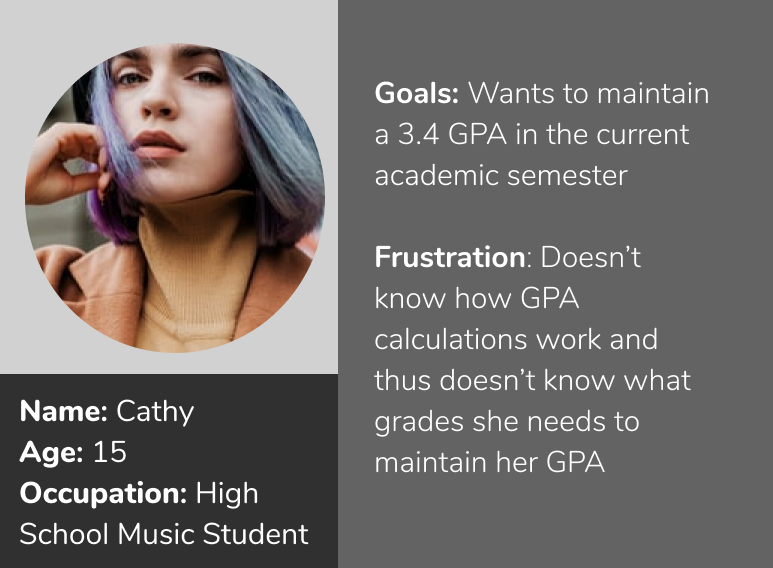 Name: Cathy
Age: 15
Occupation: High
School Music Student
Goals: Wants to maintain
a 3.4 GPA in the current
academic semester
Frustration: Doesn’t
know how GPA
calculations work and
thus doesn’t know what
grades she needs to
maintain her GPA